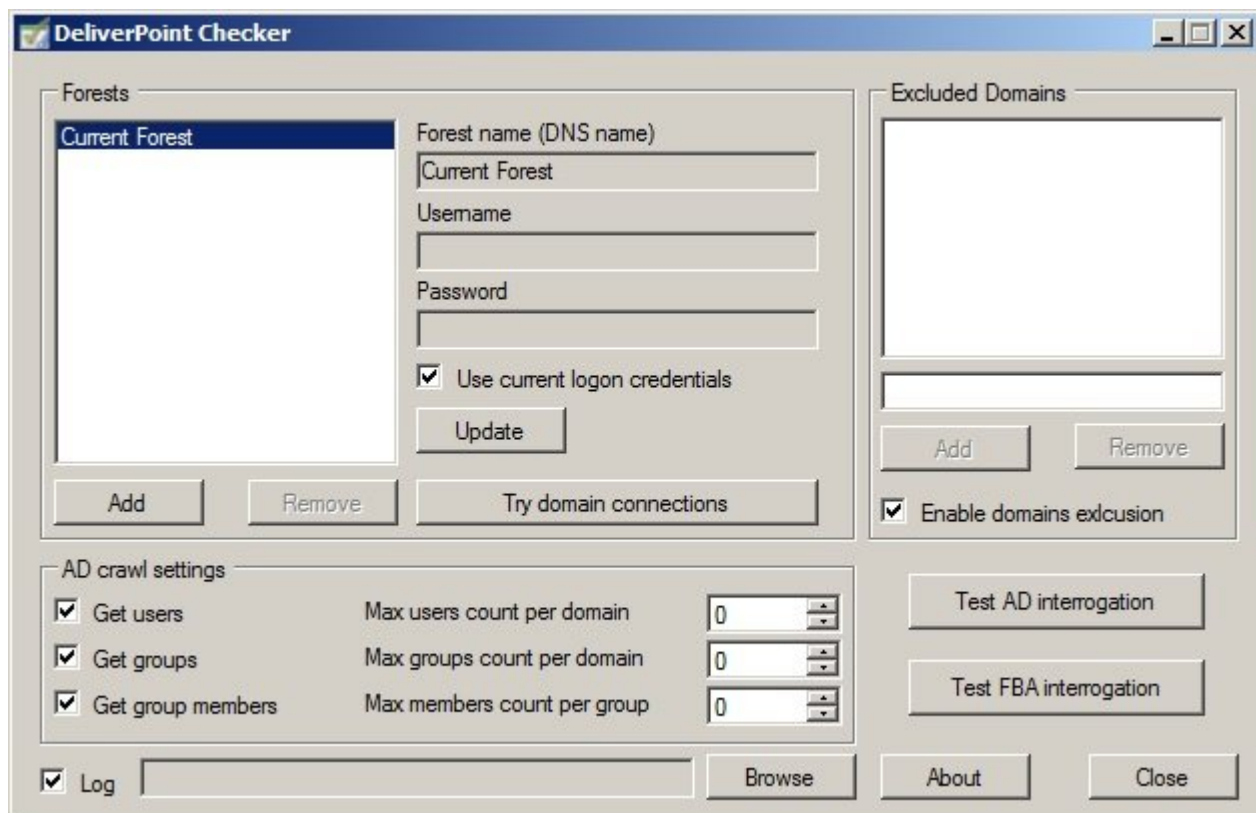 DeliverPoint Checker
Forests
Current Forest
Forest name (DNS name)
Current Forest
Username
Password
Use current logon credentials
Update
Add
Remove
Try domain connections
Excluded Domains
Add
Remove
Enable domains exlcusion
AD crawl settings
Get users
Max users count per domain
0
Get groups
Max groups count per domain
0
Get group members
Max members count per group
0
Test AD interrogation
Test FBA interrogation
Log
Browse
About
Close